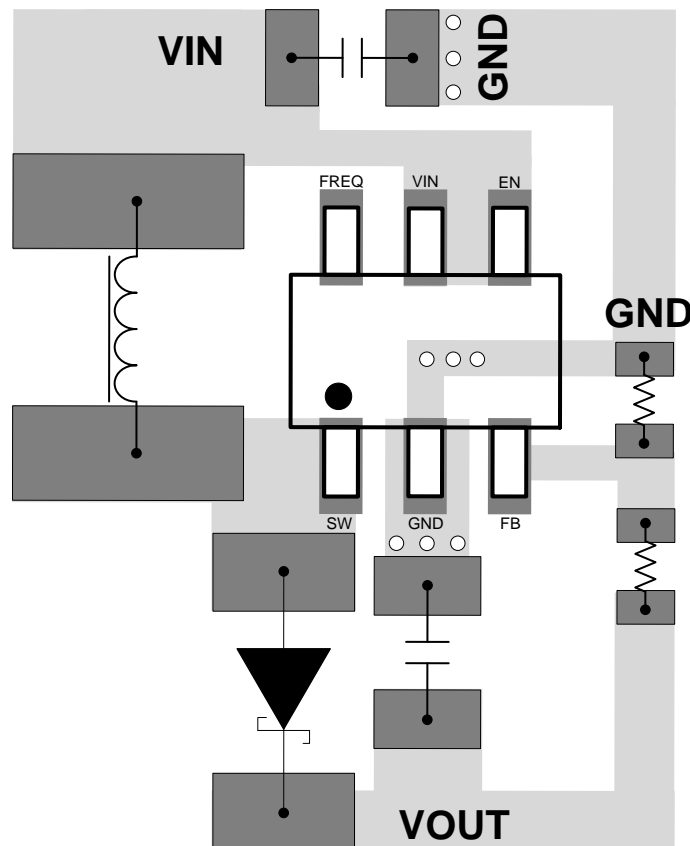 VIN
GND
FREQ
VIN
EN
GND
SW
GND
FB
VOUT